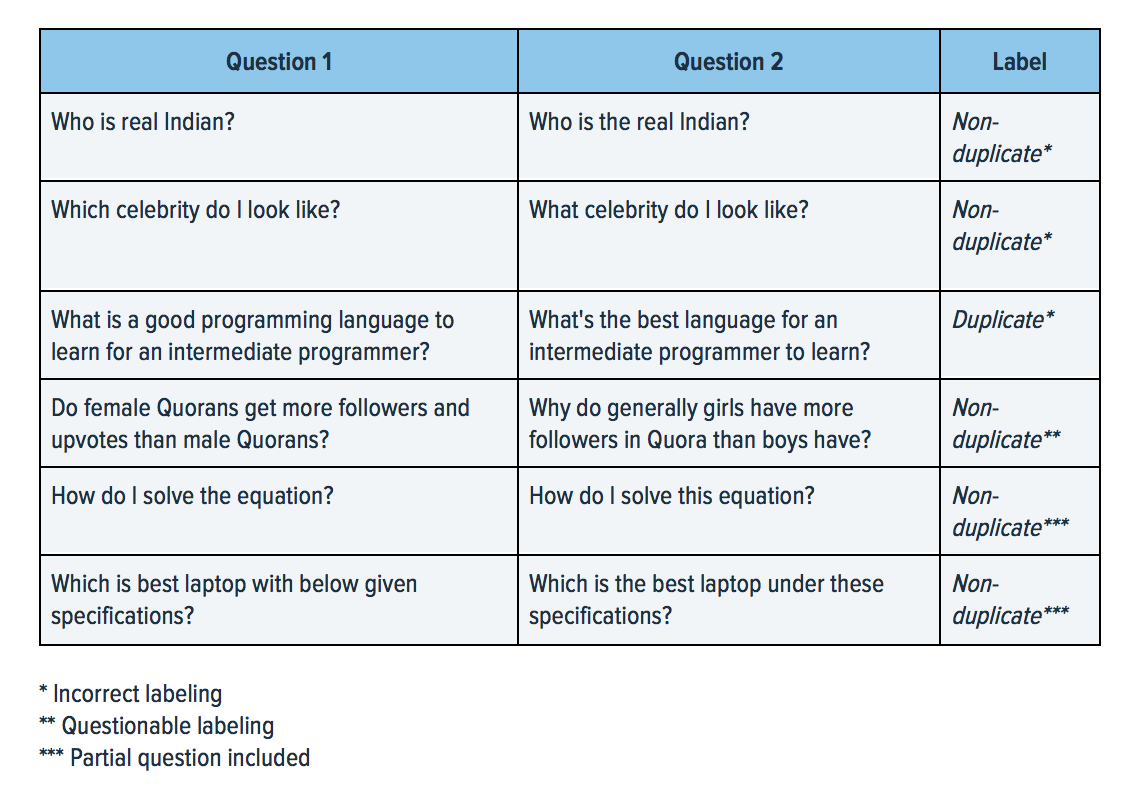 Question 1 Question 2 Label
Who is real Indian? Who is the real Indian? Non-
duplicate*
Which celebrity do I look like? What celebrity do I look like? Non-
duplicate*
What is a good programming language to What's the best language for an Duplicate*
learn for an intermediate programmer? intermediate programmer to learn?
Do female Quorans get more followers and Why do generally girls have more Non-
upvotes than male Quorans? followers in Quora than boys have? duplicate**
How do I solve the equation? How do I solve this equation? Non-
duplicate***
Which is best laptop with below given Which is the best laptop under these Non-
specifications? specifications? duplicate***
* Incorrect labeling
** Questionable labeling
*** Partial question included